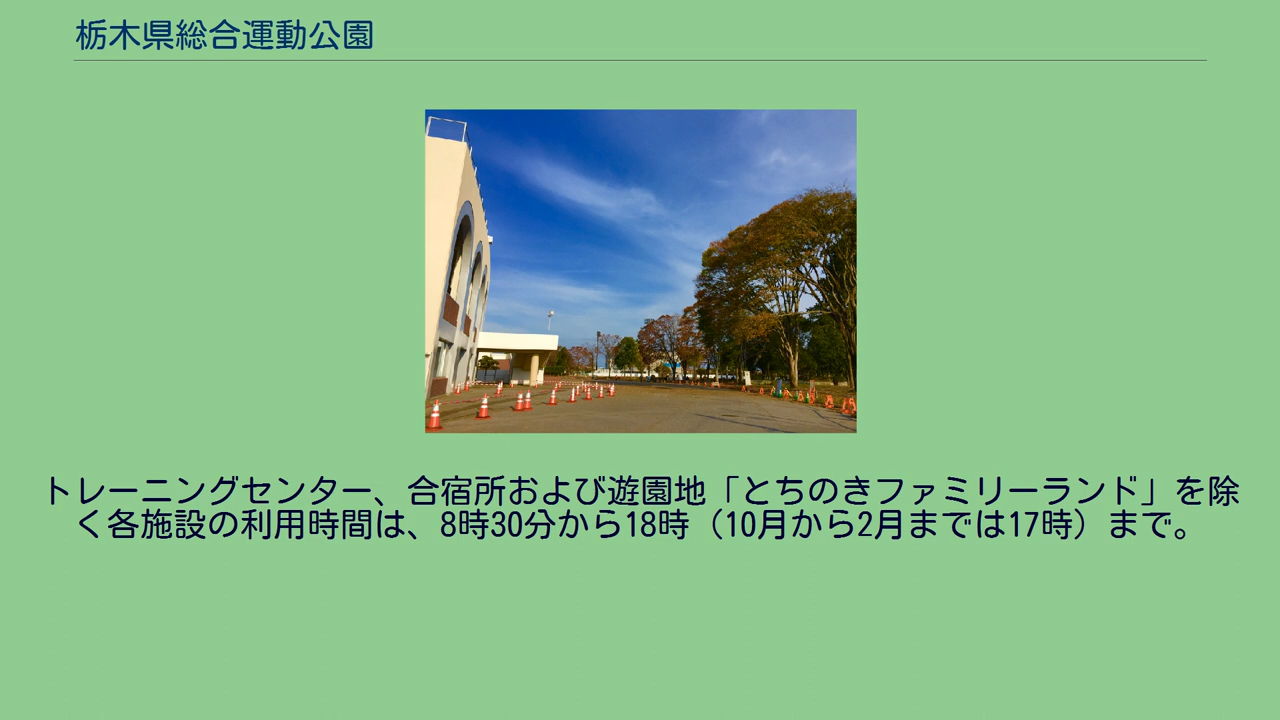 栃木県総合運動公園
トレーニングセンター、合宿所および遊園地「とちのきファミリーランド」を除
く各施設の利用時間は、8時30分から18時（10月から2月までは17時）まで。